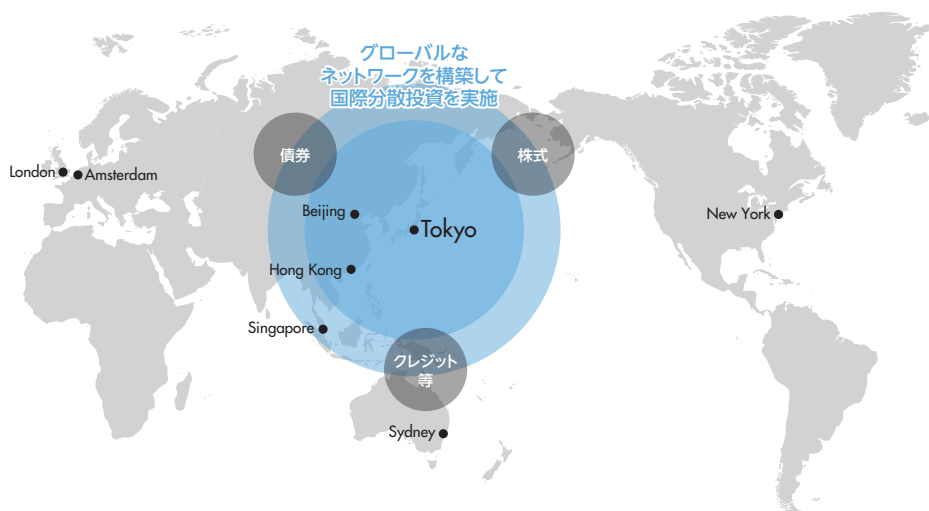 グローバルな
ネットワークを構築して
国際分散投資を実施
債券
株式
London
Amsterdam
Beijing
Tokyo
New York
Hong Kong
Singapore
クレジット
等
Sydney